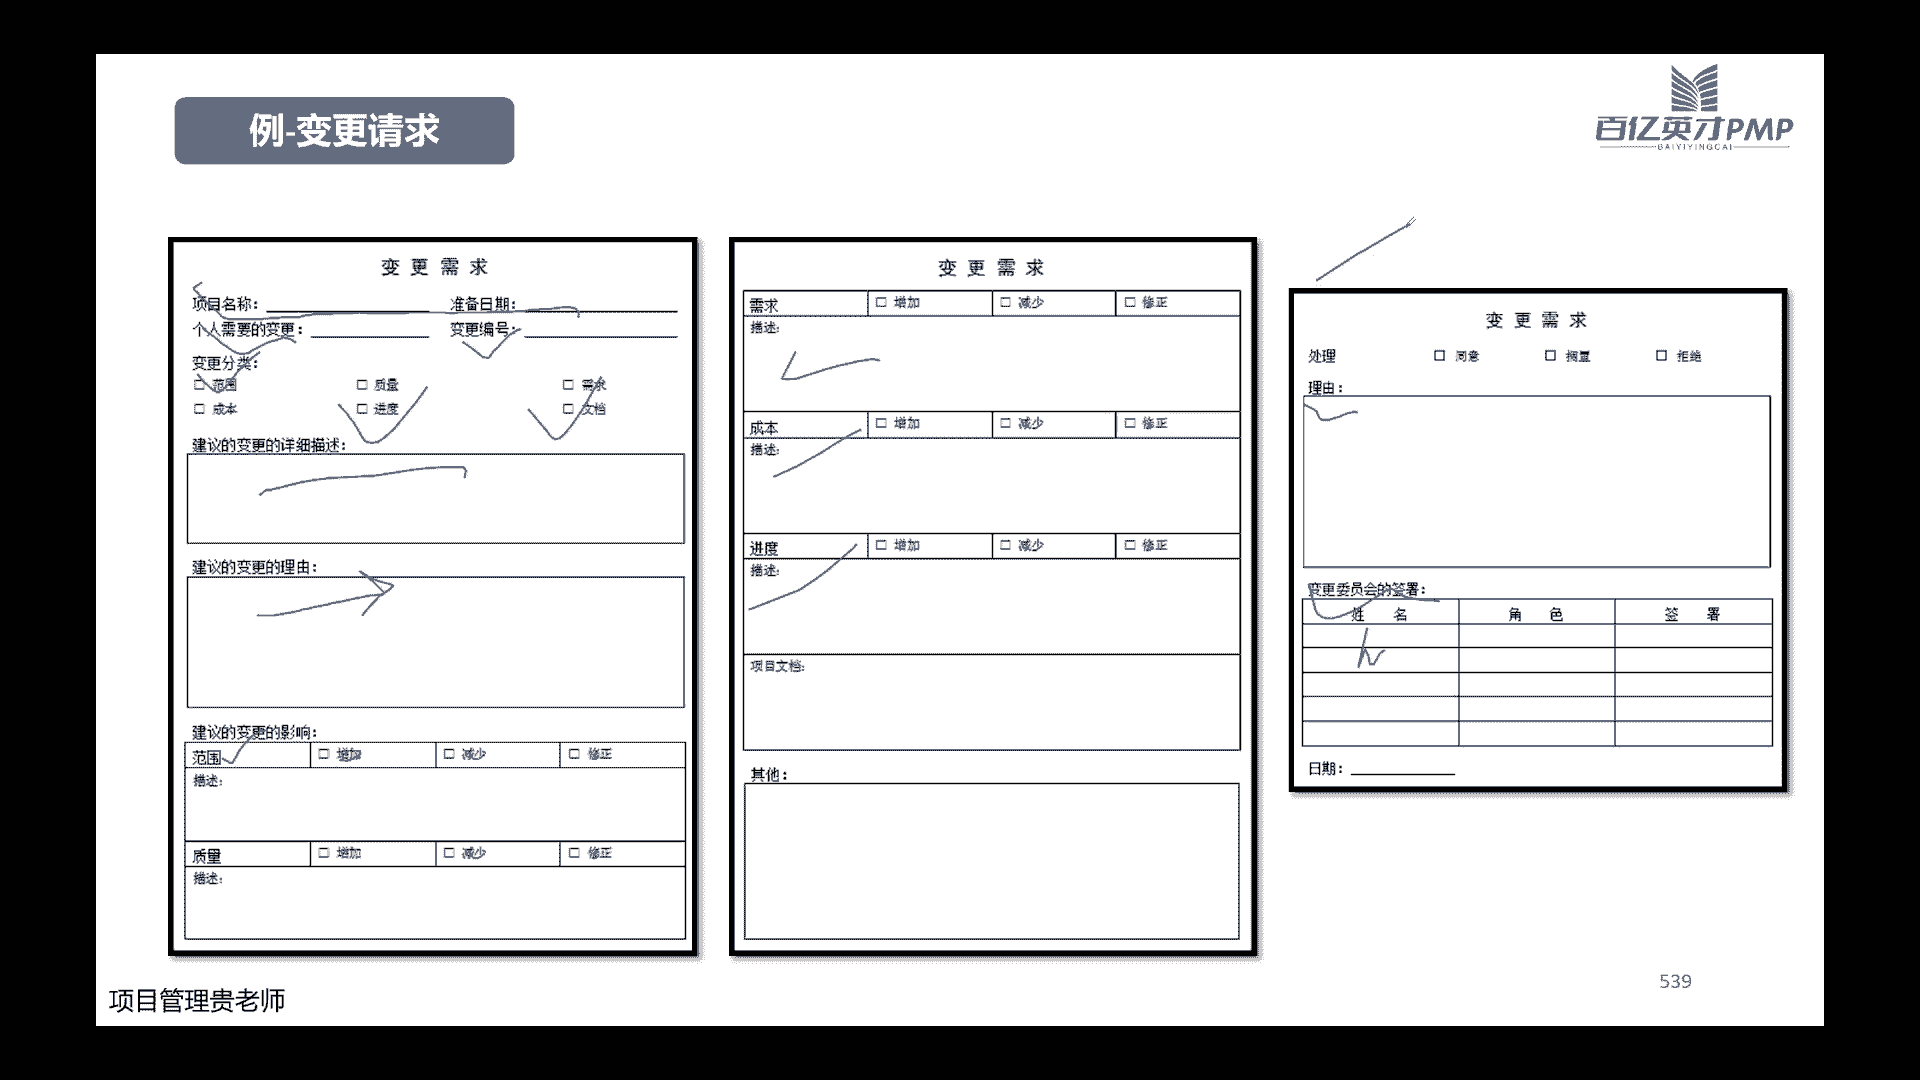 例-变更请求
百亿英才PMP
BAIYIYINGCAI
变更需求
项目名称： 准备日期：
个人需要的变更： 变更编号：
变更分类：
□ 范围 □ 质量 □ 需求
□ 成本 □ 进度 □ 文档
建议的变更的详细描述：
建议的变更的理由：
建议的变更的影响：
范围 □ 增加 □ 减少 □ 修正
描述：
质量 □ 增加 □ 减少 □ 修正
描述：
变更需求
需求 □ 增加 □ 减少 □ 修正
描述：
成本 □ 增加 □ 减少 □ 修正
描述：
进度 □ 增加 □ 减少 □ 修正
描述：
项目文档：
其他：
变更需求
处理 □ 同意 □ 搁置 □ 拒绝
理由：
变更委员会的签署：
姓名 角色 签署
日期：
项目管理贵老师
539